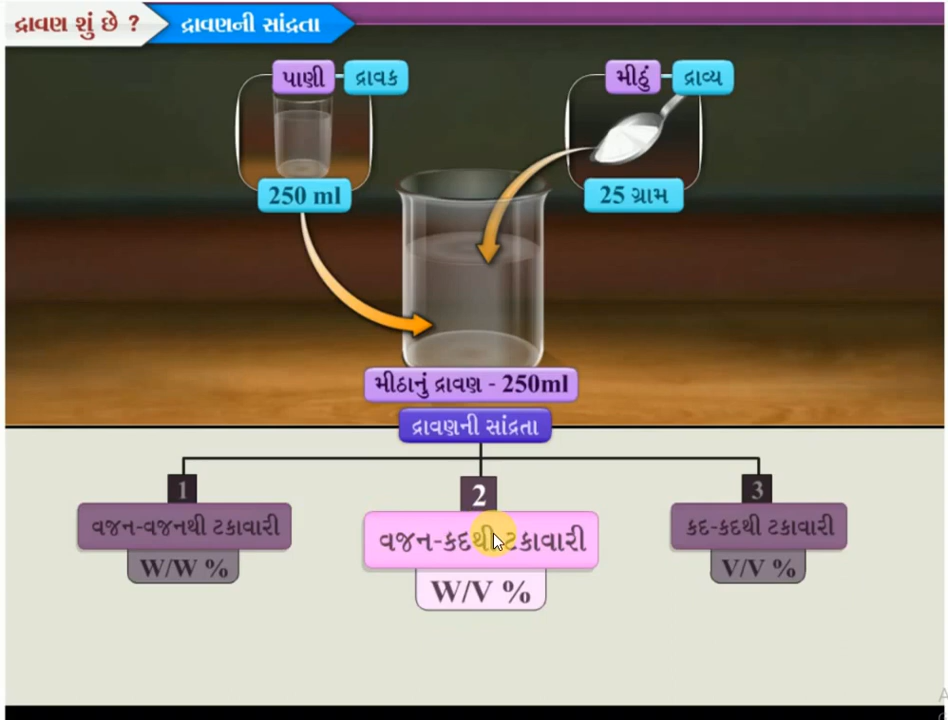 દ્રાવણ શું છે ? દ્રાવણની સાંદ્રતા
પાણી દ્રાવક
મીઠું દ્રાવ્ય
250 ml
25 ગ્રામ
મીઠાનું દ્રાવણ - 250ml
દ્રાવણની સાંદ્રતા
1
2
3
વજન-વજનથી ટકાવારી
વજન-કદથી ટકાવારી
કદ-કદથી ટકાવારી
W/W %
W/V %
V/V %